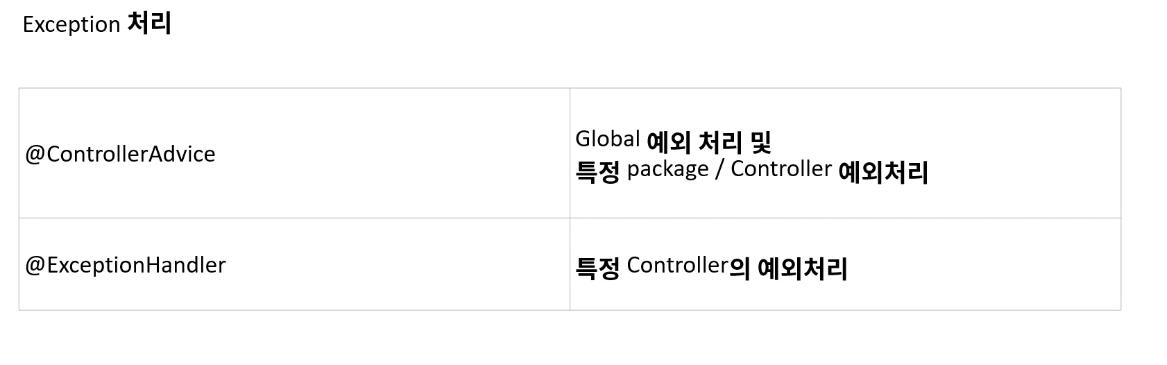 Exception 처리
@ControllerAdvice
Global 예외 처리 및
특정 package / Controller 예외처리
@ExceptionHandler
특정 Controller의 예외처리